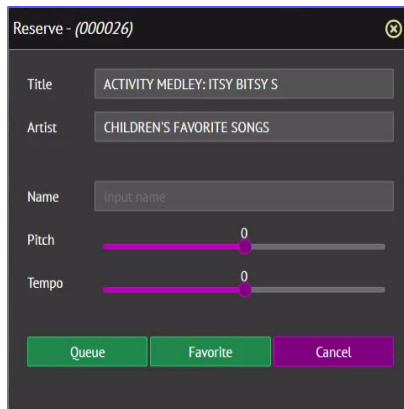 Reserve - (000026)
Title
ACTIVITY MEDLEY: ITSY BITSY S
Artist
CHILDREN'S FAVORITE SONGS
Name
Input name
Pitch
0
Tempo
0
Queue
Favorite
Cancel